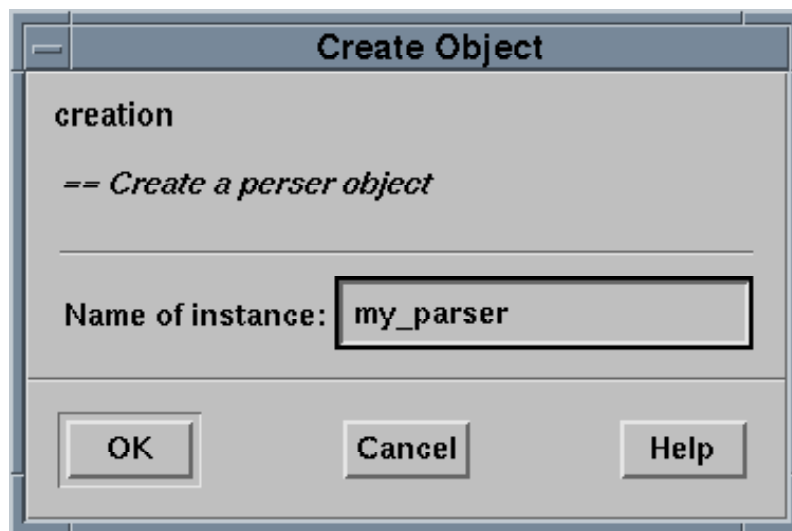 Create Object
creation
== Create a perser object
Name of instance: my_parser
OK Cancel Help